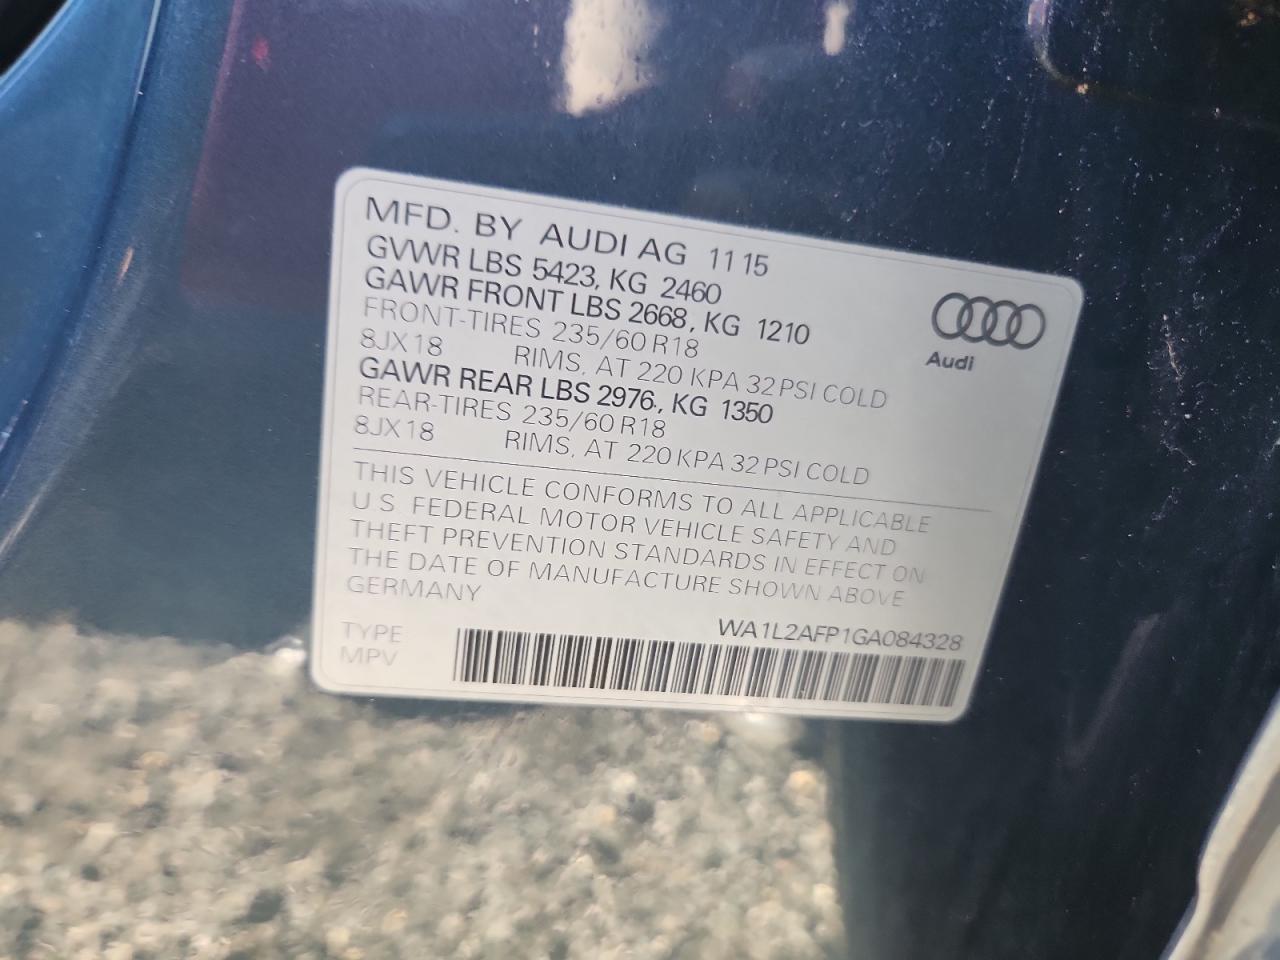 MFD. BY AUDI AG 11 15
GVWR LBS 5423, KG 2460
GAWR FRONT LBS 2668, KG 1210
FRONT-TIRES 235/60 R18
8JX18 RIMS, AT 220 KPA 32 PSI COLD
GAWR REAR LBS 2976, KG 1350
REAR-TIRES 235/60 R18
8JX18 RIMS, AT 220 KPA 32 PSI COLD
Audi
THIS VEHICLE CONFORMS TO ALL APPLICABLE
U.S FEDERAL MOTOR VEHICLE SAFETY AND
THEFT PREVENTION STANDARDS IN EFFECT ON
THE DATE OF MANUFACTURE SHOWN ABOVE
GERMANY
WA1L2AFP1GA084328
TYPE
MPV